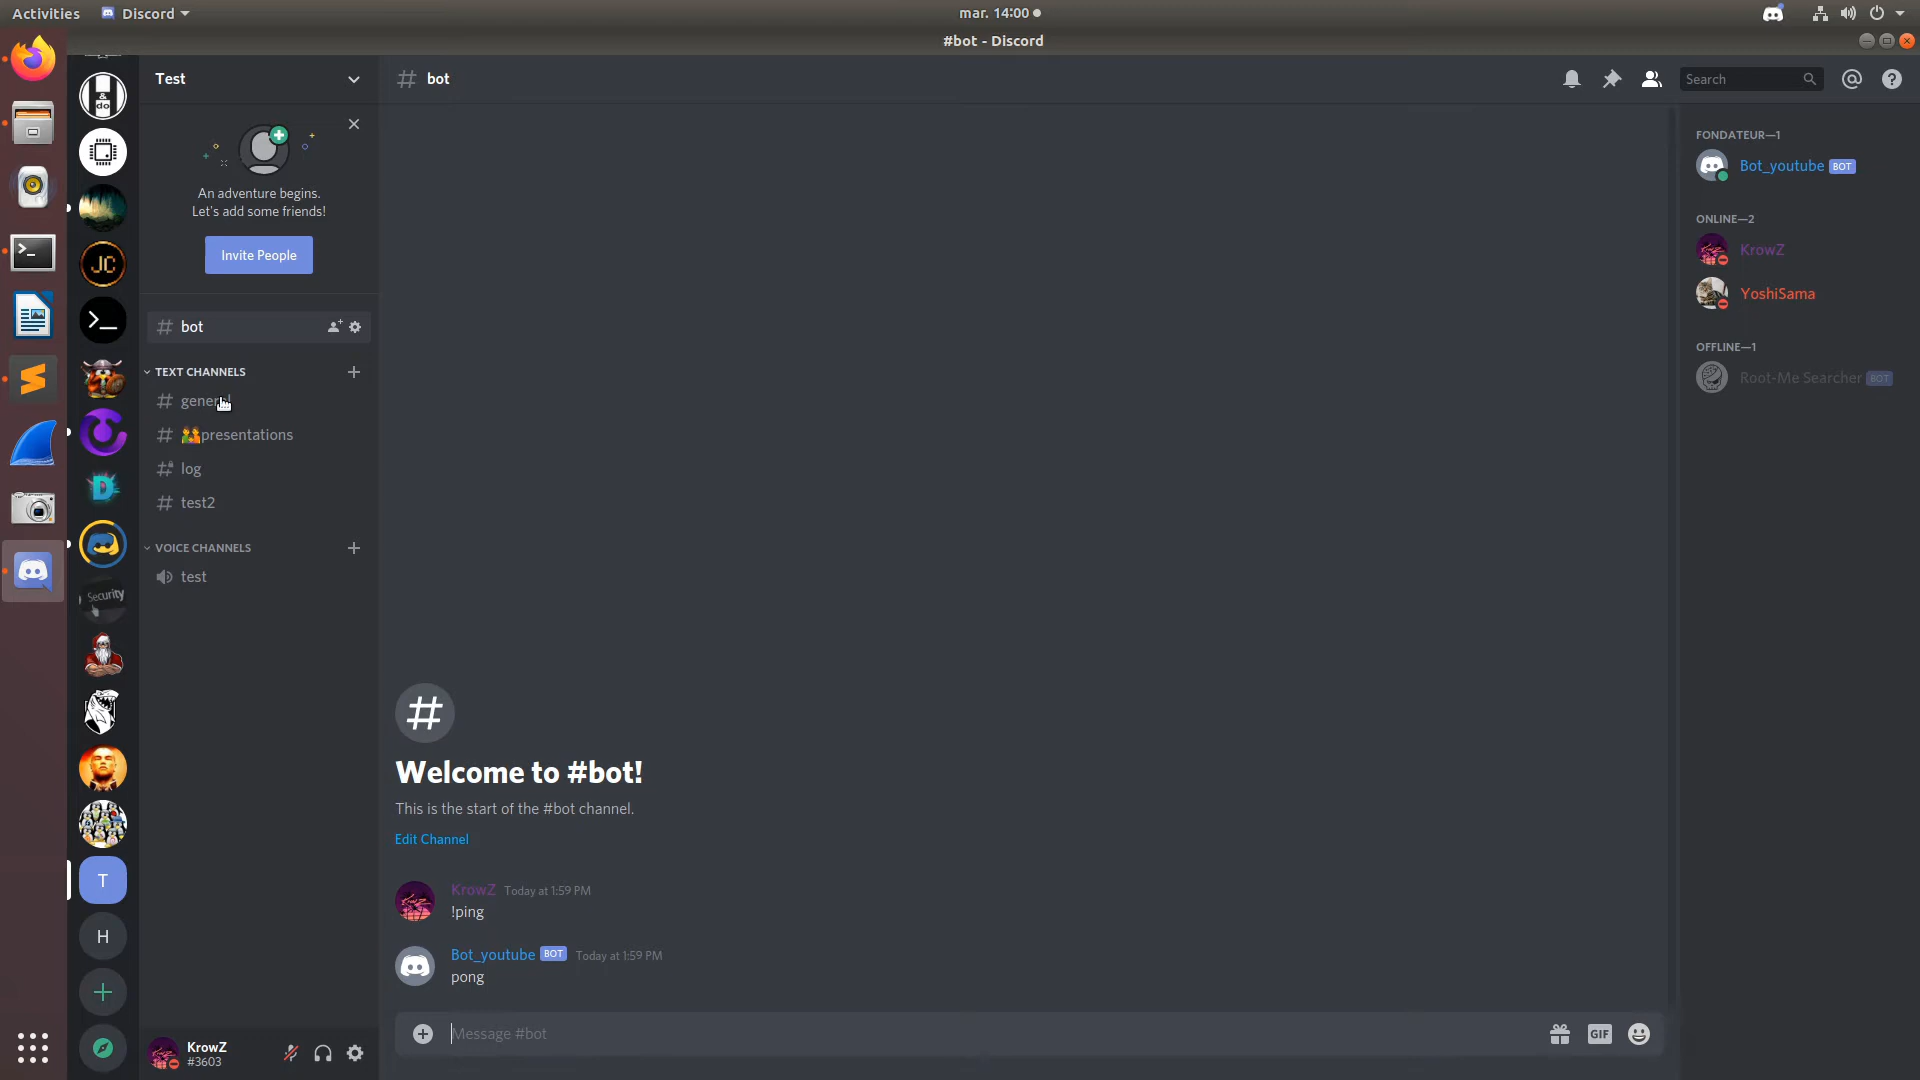 Activities
Discord
mar. 14:00
#bot - Discord
Test
bot
Search
An adventure begins.
Let's add some friends!
Invite People
bot
TEXT CHANNELS
general
presentations
log
test2
VOICE CHANNELS
test
& do
JC
D
Security
T
H
KrowZ
#3603
Welcome to #bot!
This is the start of the #bot channel.
Edit Channel
KrowZ Today at 1:59 PM
!ping
Bot_youtube BOT Today at 1:59 PM
pong
Message #bot
GIF
FONDATEUR—1
Bot_youtube BOT
ONLINE—2
KrowZ
YoshiSama
OFFLINE—1
Root-Me Searcher BOT